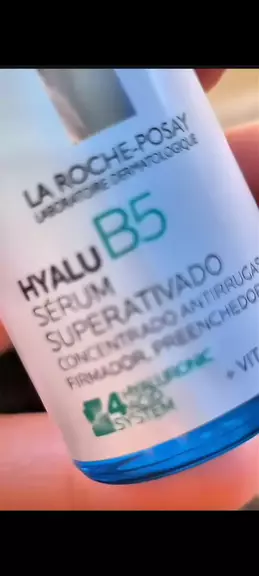 LA ROCHE-POSAY
LABORATOIRE DERMATOLOGIQUE
HYALU B5
SÉRUM
SUPERATIVADO
CONCENTRADO ANTIRRUGAS
FIRMADOR, PREENCHEDOR
+ VIT
4 HYALURONIC
ACID
SYSTEM